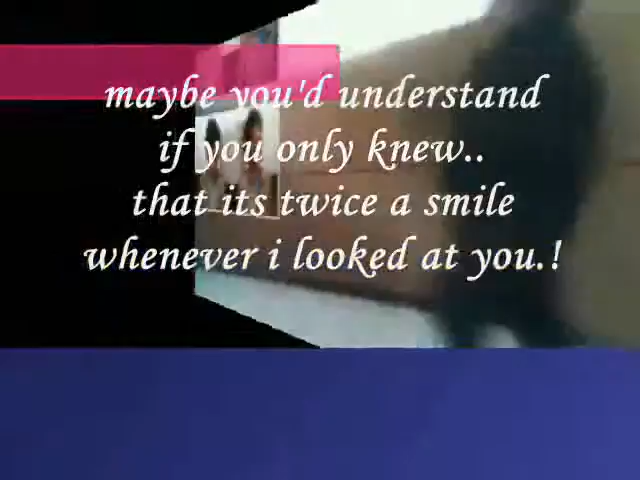 maybe you'd understand
if you only knew..
that its twice a smile
whenever i looked at you.!